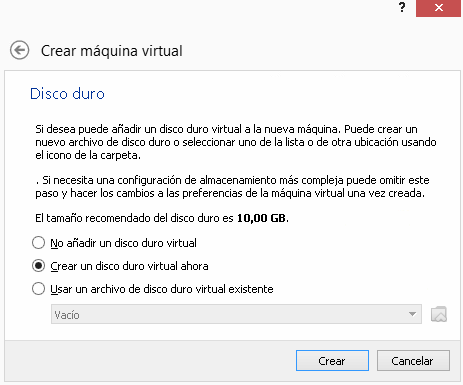 ?
Crear máquina virtual
Disco duro
Si desea puede añadir un disco duro virtual a la nueva máquina. Puede crear un
nuevo archivo de disco duro o seleccionar uno de la lista o de otra ubicación usando
el icono de la carpeta.
. Si necesita una configuración de almacenamiento más compleja puede omitir este
paso y hacer los cambios a las preferencias de la máquina virtual una vez creada.
El tamaño recomendado del disco duro es 10,00 GB.
No añadir un disco duro virtual
Crear un disco duro virtual ahora
Usar un archivo de disco duro virtual existente
Vacío
Crear
Cancelar